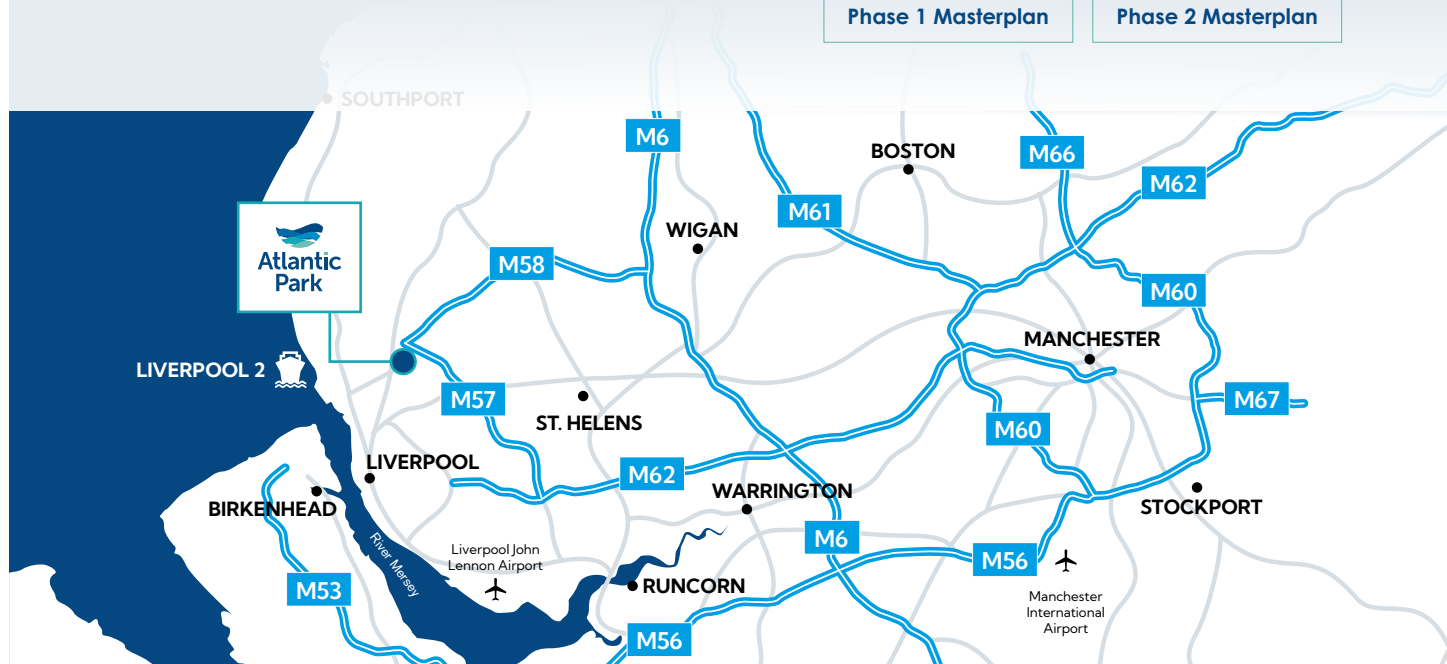 Phase 1 Masterplan
Phase 2 Masterplan
SOUTHPORT
M6
BOSTON
M66
M62
M61
Atlantic
Park
WIGAN
M58
M60
MANCHESTER
LIVERPOOL 2
M57
M67
ST. HELENS
M60
LIVERPOOL
M62
WARRINGTON
BIRKENHEAD
STOCKPORT
River Mersey
Liverpool John
Lennon Airport
M6
M56
M53
RUNCORN
Manchester
International
Airport
M56